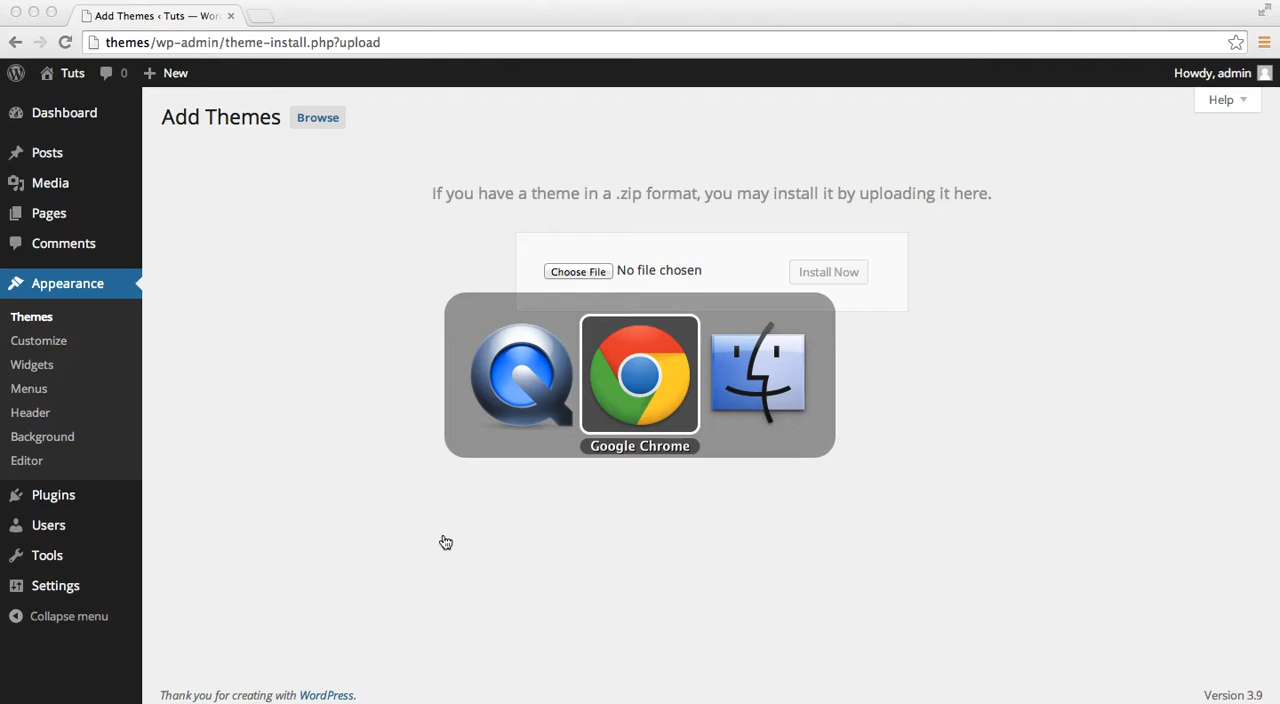 Add Themes ‹ Tuts — Wor
themes/wp-admin/theme-install.php?upload
Tuts 0 New Howdy, admin
Help
Add Themes Browse
Dashboard
Posts
Media
Pages
Comments
Appearance
Themes
Customize
Widgets
Menus
Header
Background
Editor
Plugins
Users
Tools
Settings
Collapse menu
If you have a theme in a .zip format, you may install it by uploading it here.
Choose File No file chosen Install Now
Google Chrome
Thank you for creating with WordPress. Version 3.9